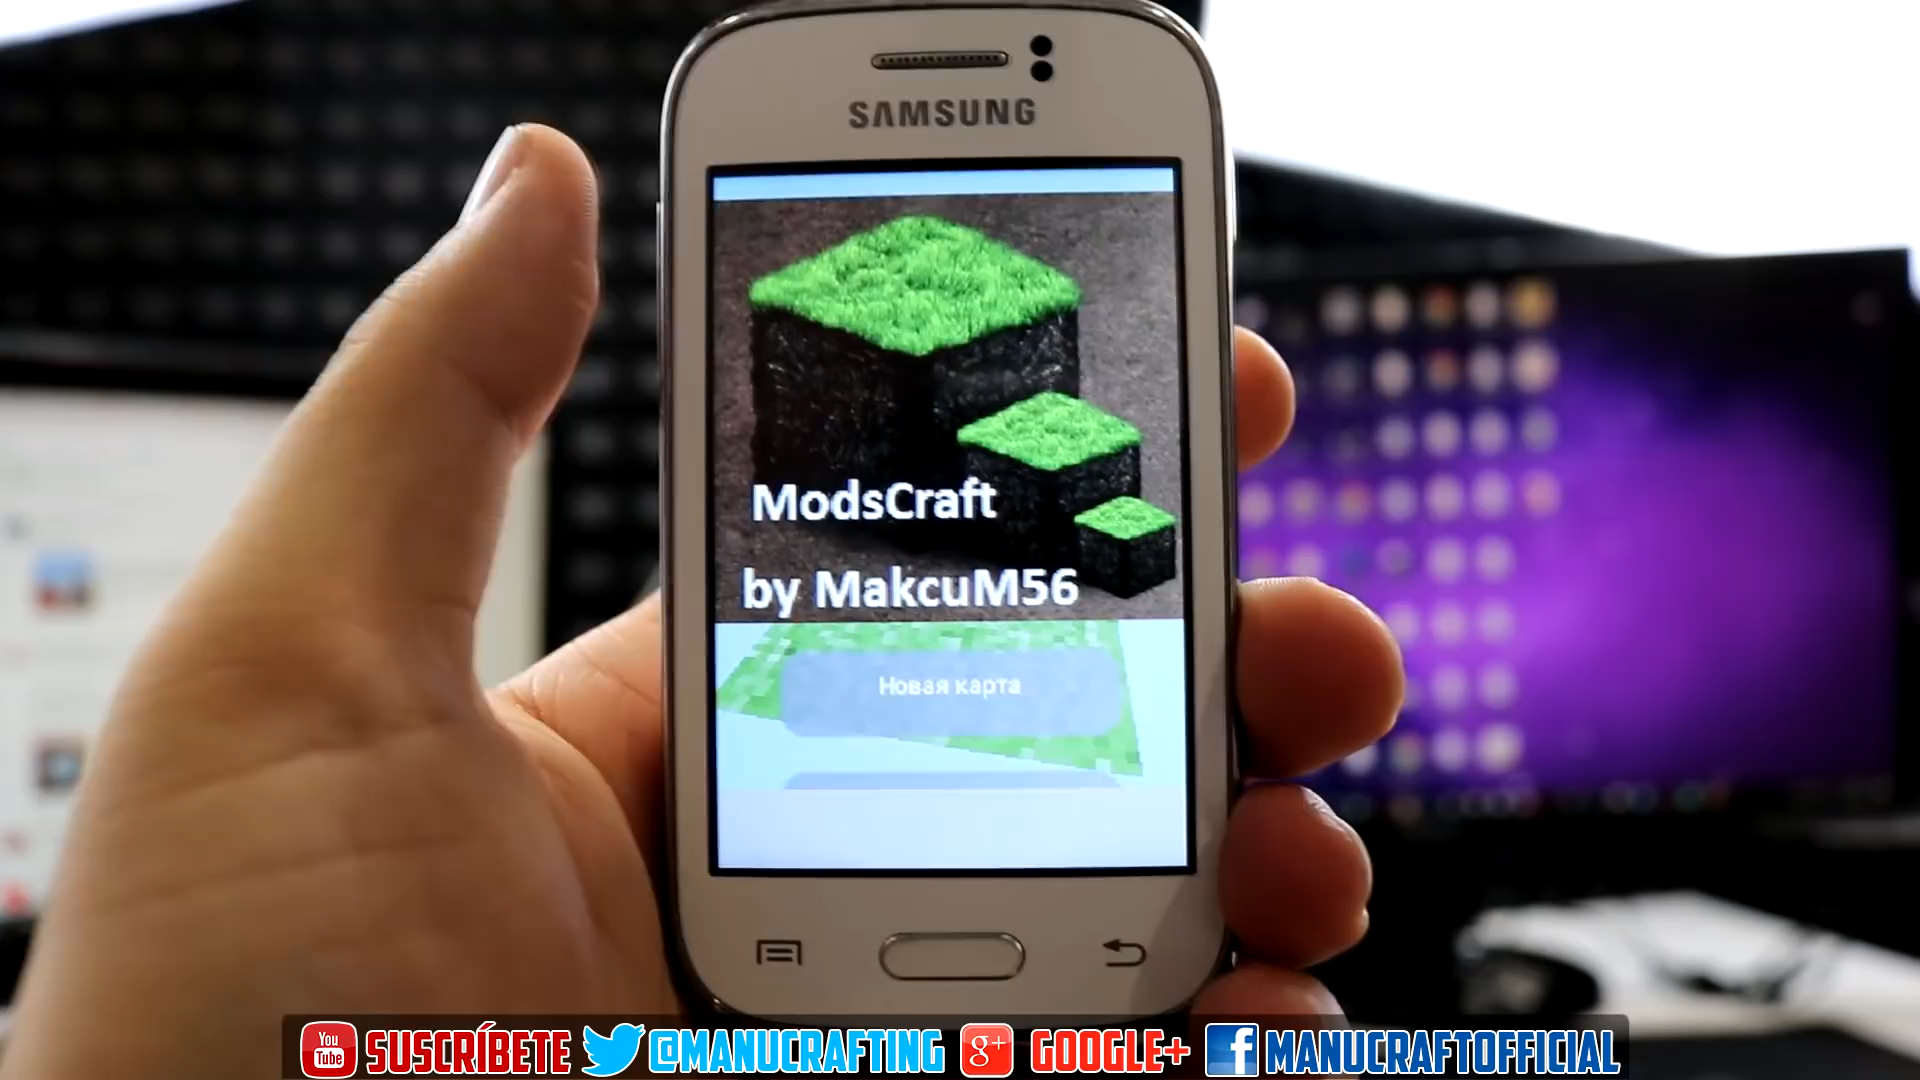 SAMSUNG
ModsCraft
by MakcuM56
Новая карта
You Tube SUSCRÍBETE @MANUCRAFTING g+ GOOGLE+ f MANUCRAFTOFFICIAL